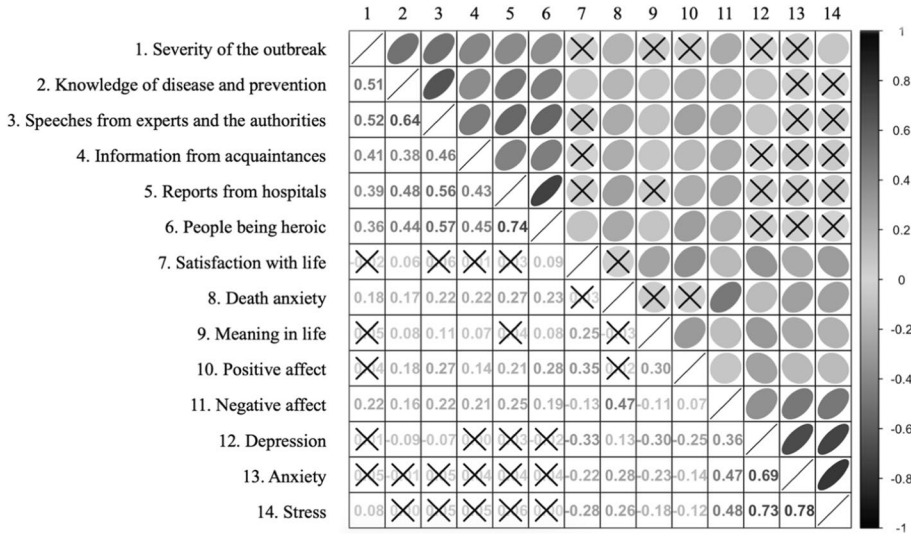 1 2 3 4 5 6 7 8 9 10 11 12 13 14
1. Severity of the outbreak
2. Knowledge of disease and prevention 0.51
3. Speeches from experts and the authorities 0.52 0.64
4. Information from acquaintances 0.41 0.38 0.46
5. Reports from hospitals 0.39 0.48 0.56 0.43
6. People being heroic 0.36 0.44 0.57 0.45 0.74
7. Satisfaction with life 0.06 0.09
8. Death anxiety 0.18 0.17 0.22 0.22 0.27 0.23
9. Meaning in life 0.08 0.11 0.07 0.08 0.25
10. Positive affect 0.18 0.27 0.14 0.21 0.28 0.35 0.30
11. Negative affect 0.22 0.16 0.22 0.21 0.25 0.19 -0.13 0.47 -0.11 0.07
12. Depression -0.09 -0.07 -0.33 0.13 -0.30 -0.25 0.36
13. Anxiety -0.22 0.28 -0.23 -0.14 0.47 0.69
14. Stress 0.08 -0.28 0.26 -0.18 -0.12 0.48 0.73 0.78
1
0.8
0.6
0.4
0.2
0
-0.2
-0.4
-0.6
-0.8
-1